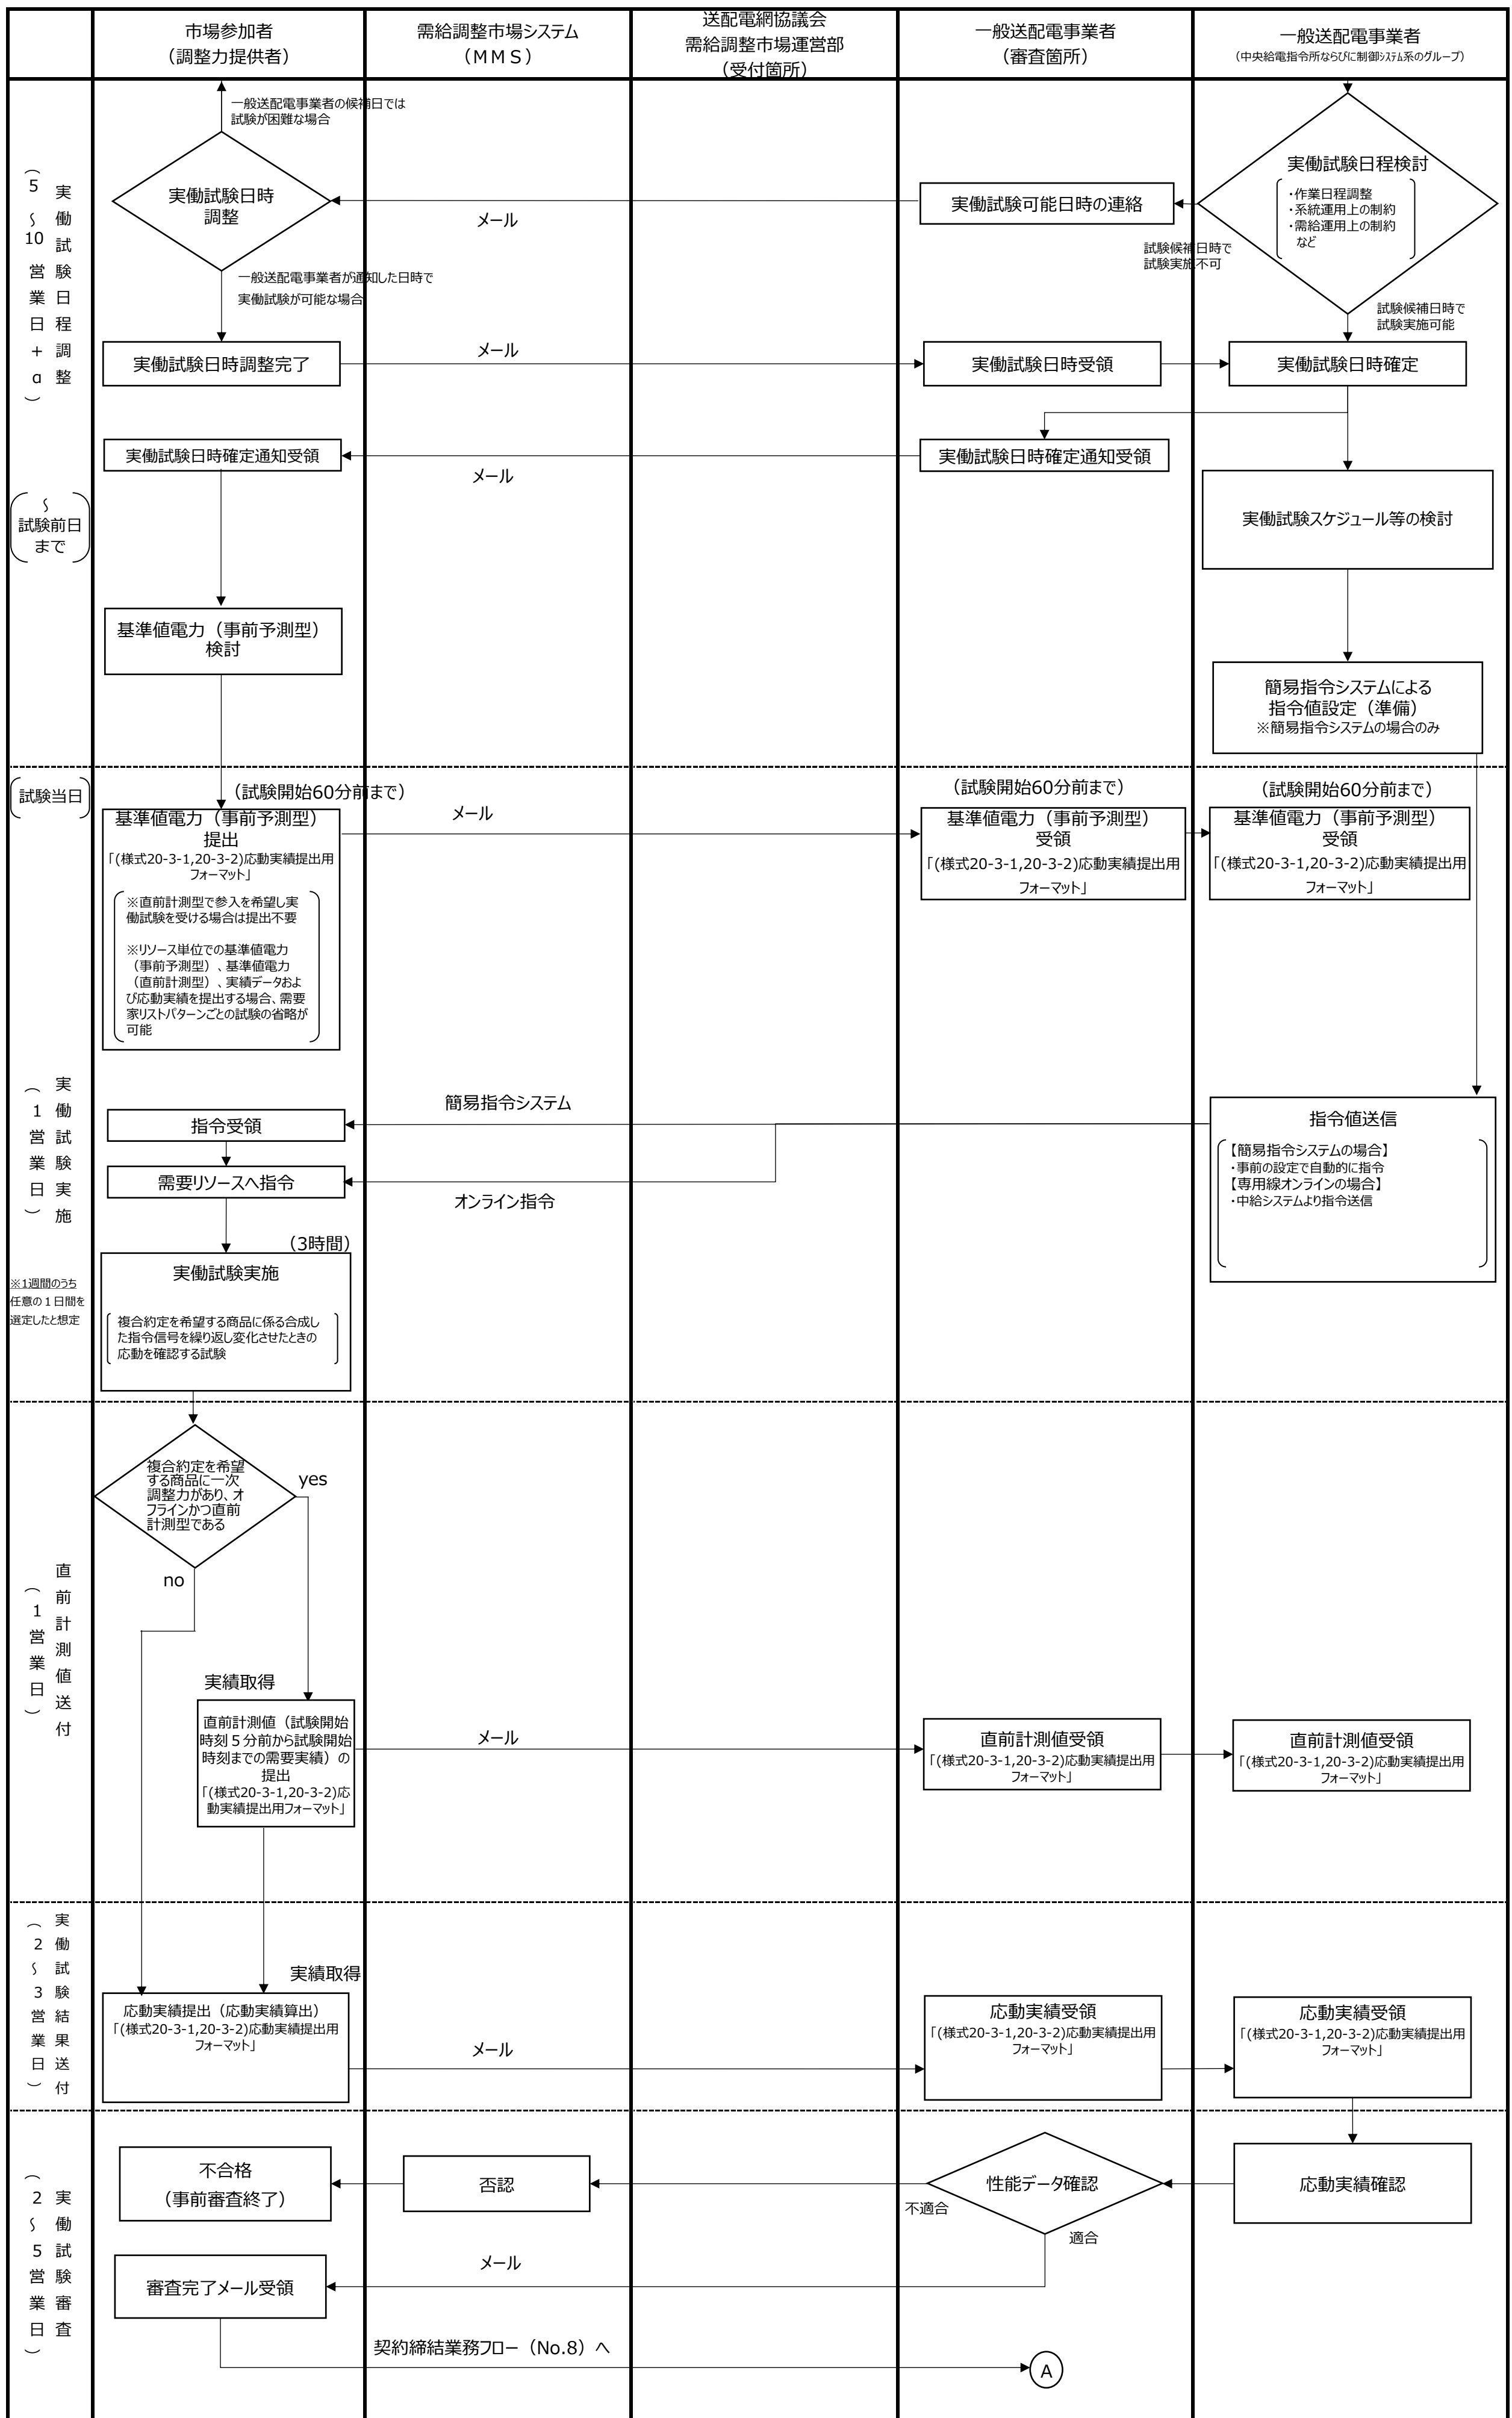 市場参加者
（調整力提供者）
需給調整市場システム
（ＭＭＳ）
送配電網協議会
需給調整市場運営部
（受付箇所）
一般送配電事業者
（審査箇所）
一般送配電事業者
（中央給電指令所ならびに制御システム系のグループ）
実働試験日程調整
（5～10営業日＋α）
一般送配電事業者の候補日では
試験が困難な場合
実働試験日時
調整
メール
実働試験可能日時の連絡
実働試験日程検討
・作業日程調整
・系統運用上の制約
・需給運用上の制約
など
試験候補日時で
試験実施不可
一般送配電事業者が通知した日時で
実働試験が可能な場合
試験候補日時で
試験実施可能
実働試験日時調整完了
メール
実働試験日時受領
実働試験日時確定
実働試験日時確定通知受領
メール
実働試験日時確定通知受領
～
試験前日
まで
実働試験スケジュール等の検討
基準値電力（事前予測型）
検討
簡易指令システムによる
指令値設定（準備）
※簡易指令システムの場合のみ
試験当日
（試験開始60分前まで）
メール
（試験開始60分前まで）
（試験開始60分前まで）
基準値電力（事前予測型）
提出
「(様式20-3-1,20-3-2)応動実績提出用
フォーマット」
※直前計測型で参入を希望し実
働試験を受ける場合は提出不要
※リソース単位での基準値電力
（事前予測型）、基準値電力
（直前計測型）、実績データおよ
び応動実績を提出する場合、需要
家リストパターンごとの試験の省略が
可能
基準値電力（事前予測型）
受領
「(様式20-3-1,20-3-2)応動実績提出用
フォーマット」
基準値電力（事前予測型）
受領
「(様式20-3-1,20-3-2)応動実績提出用
フォーマット」
実働試験実施
（1営業日）
※1週間のうち
任意の１日間を
選定したと想定
指令受領
簡易指令システム
需要リソースへ指令
オンライン指令
指令値送信
【簡易指令システムの場合】
・事前の設定で自動的に指令
【専用線オンラインの場合】
・中給システムより指令送信
（3時間）
実働試験実施
複合約定を希望する商品に係る合成し
た指令信号を繰り返し変化させたときの
応動を確認する試験
直前計測値送付
（1営業日）
複合約定を希望
する商品に一次
調整力があり、オ
フラインかつ直前
計測型である
yes
no
実績取得
直前計測値（試験開始
時刻５分前から試験開始
時刻までの需要実績）の
提出
「(様式20-3-1,20-3-2)応
動実績提出用フォーマット」
メール
直前計測値受領
「(様式20-3-1,20-3-2)応動実績提出用
フォーマット」
直前計測値受領
「(様式20-3-1,20-3-2)応動実績提出用
フォーマット」
実働試験結果送付
（2～3営業日）
実績取得
応動実績提出（応動実績算出）
「(様式20-3-1,20-3-2)応動実績提出用
フォーマット」
メール
応動実績受領
「(様式20-3-1,20-3-2)応動実績提出用
フォーマット」
応動実績受領
「(様式20-3-1,20-3-2)応動実績提出用
フォーマット」
実働試験審査
（2～5営業日）
不合格
（事前審査終了）
否認
性能データ確認
不適合
適合
応動実績確認
審査完了メール受領
メール
契約締結業務フロー（No.8）へ
A